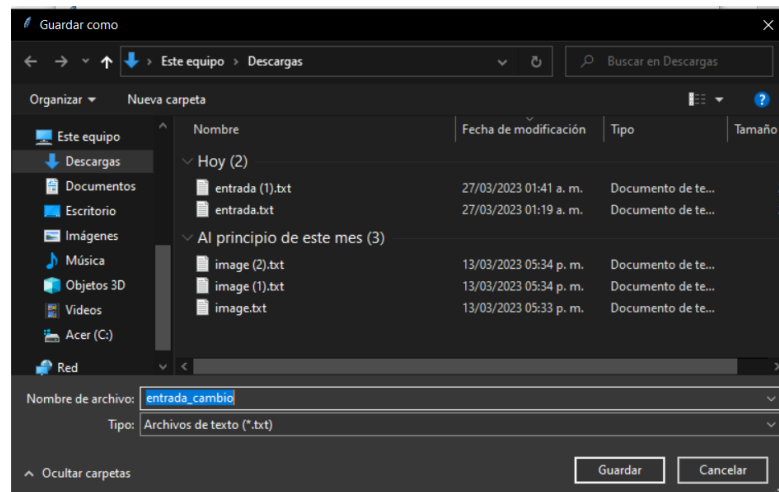 Guardar como
Este equipo > Descargas
Buscar en Descargas
Organizar
Nueva carpeta
Este equipo
Descargas
Documentos
Escritorio
Imágenes
Música
Objetos 3D
Videos
Acer (C:)
Red
Nombre Fecha de modificación Tipo Tamaño
Hoy (2)
entrada (1).txt 27/03/2023 01:41 a. m. Documento de te...
entrada.txt 27/03/2023 01:19 a. m. Documento de te...
Al principio de este mes (3)
image (2).txt 13/03/2023 05:34 p. m. Documento de te...
image (1).txt 13/03/2023 05:34 p. m. Documento de te...
image.txt 13/03/2023 05:33 p. m. Documento de te...
Nombre de archivo: entrada_cambio
Tipo: Archivos de texto (*.txt)
Ocultar carpetas
Guardar
Cancelar